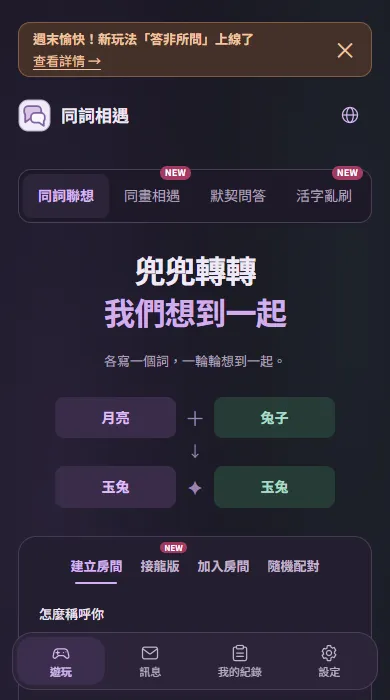 週末愉快！新玩法「答非所問」上線了
查看詳情 →
同詞相遇
NEW
NEW
同詞聯想
同畫相遇
默契問答
活字亂刷
兜兜轉轉
我們想到一起
各寫一個詞，一輪輪想到一起。
月亮
兔子
玉兔
玉兔
NEW
建立房間
接龍版
加入房間
隨機配對
怎麼稱呼你
遊玩
訊息
我的紀錄
設定